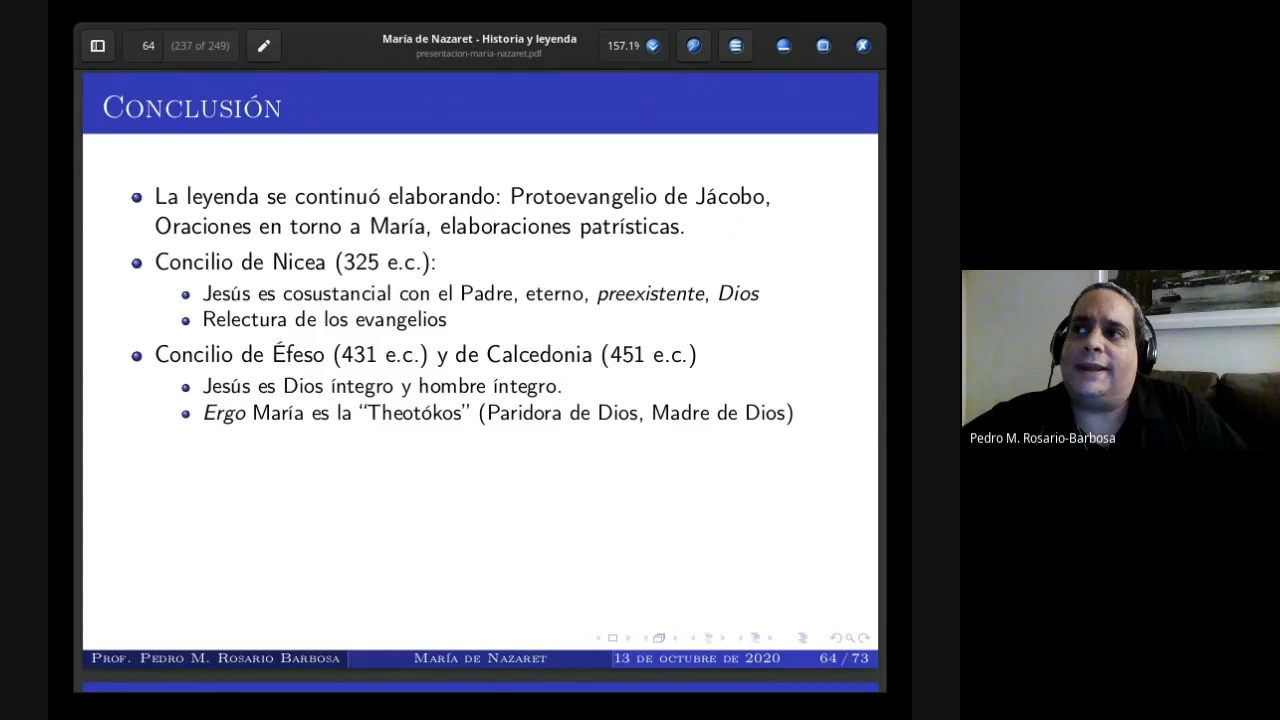 64
(237 of 249)
María de Nazaret - Historia y leyenda
presentacion-maria-nazaret.pdf
157.19
Conclusión
La leyenda se continuó elaborando: Protoevangelio de Jácobo,
Oraciones en torno a María, elaboraciones patrísticas.
Concilio de Nicea (325 e.c.):
Jesús es cosustancial con el Padre, eterno, preexistente, Dios
Relectura de los evangelios
Concilio de Éfeso (431 e.c.) y de Calcedonia (451 e.c.)
Jesús es Dios íntegro y hombre íntegro.
Ergo María es la “Theotókos” (Paridora de Dios, Madre de Dios)
Pedro M. Rosario-Barbosa
Prof. Pedro M. Rosario Barbosa
María de Nazaret
13 de octubre de 2020
64 / 73